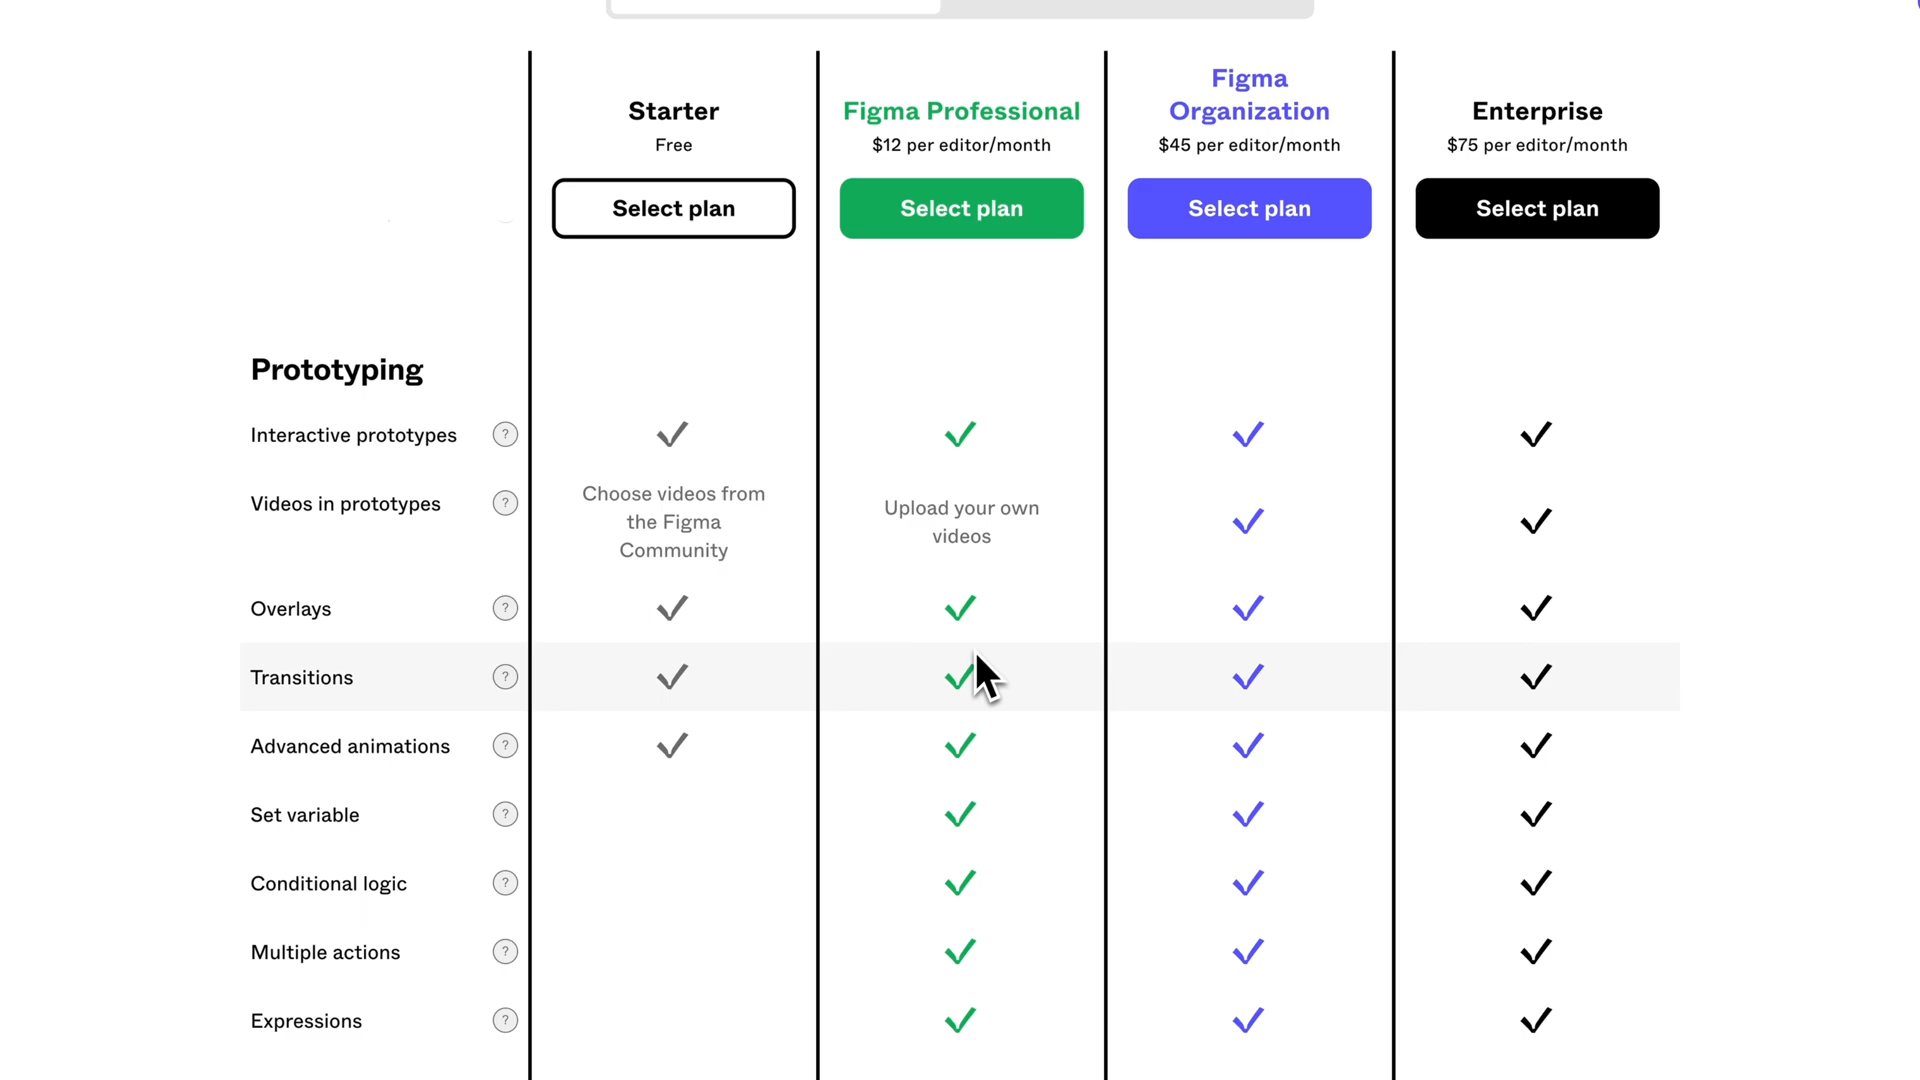 Starter
Free
Select plan
Figma Professional
$12 per editor/month
Select plan
Figma
Organization
$45 per editor/month
Select plan
Enterprise
$75 per editor/month
Select plan
Prototyping
Interactive prototypes ?
Videos in prototypes ?
Choose videos from
the Figma
Community
Upload your own
videos
Overlays ?
Transitions ?
Advanced animations ?
Set variable ?
Conditional logic ?
Multiple actions ?
Expressions ?